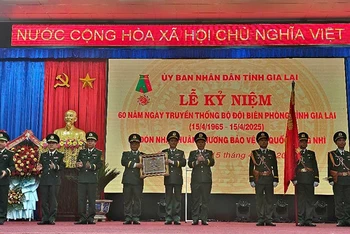 NƯỚC CỘNG HÒA XÃ HỘI CHỦ NGHĨA VIỆT
ỦY BAN NHÂN DÂN TỈNH GIA LAI
LỄ KỶ NIỆM
60 NĂM NGÀY TRUYỀN THỐNG BỘ ĐỘI BIÊN PHÒNG TỈNH GIA LAI
(15/4/1965 - 15/4/2025)